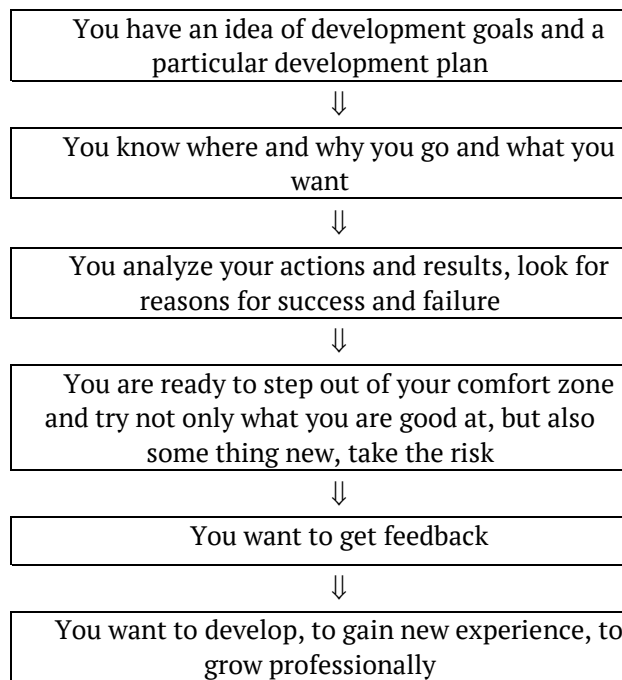 You have an idea of development goals and a
particular development plan
⇓
You know where and why you go and what you
want
⇓
You analyze your actions and results, look for
reasons for success and failure
⇓
You are ready to step out of your comfort zone
and try not only what you are good at, but also
some thing new, take the risk
⇓
You want to get feedback
⇓
You want to develop, to gain new experience, to
grow professionally